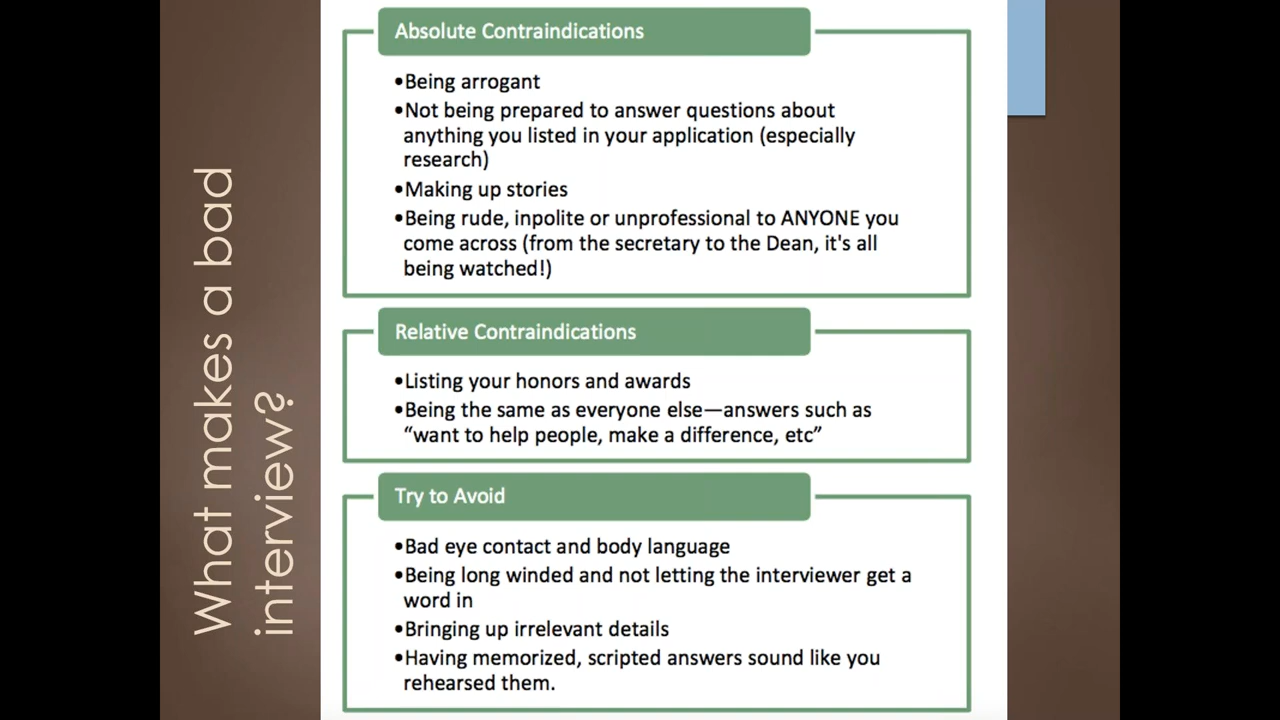 What makes a bad
interview?
Absolute Contraindications
•Being arrogant
•Not being prepared to answer questions about
anything you listed in your application (especially
research)
•Making up stories
•Being rude, inpolite or unprofessional to ANYONE you
come across (from the secretary to the Dean, it's all
being watched!)
Relative Contraindications
•Listing your honors and awards
•Being the same as everyone else—answers such as
“want to help people, make a difference, etc”
Try to Avoid
•Bad eye contact and body language
•Being long winded and not letting the interviewer get a
word in
•Bringing up irrelevant details
•Having memorized, scripted answers sound like you
rehearsed them.